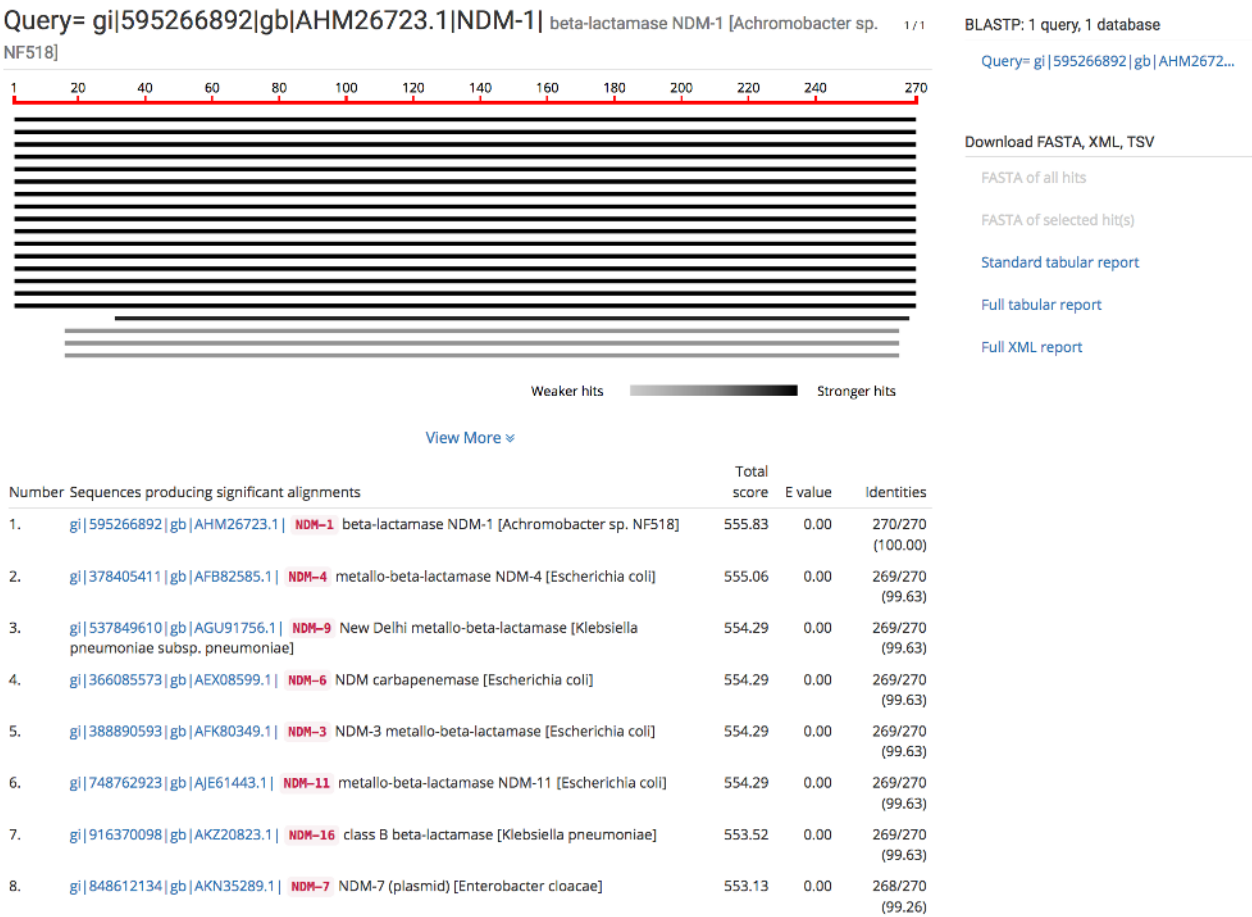 Query= gi|595266892|gb|AHM26723.1|NDM-1| beta-lactamase NDM-1 [Achromobacter sp. 1/1
NF518]
1 20 40 60 80 100 120 140 160 180 200 220 240 270
Weaker hits Stronger hits
View More
Total
Number Sequences producing significant alignments score E value Identities
1. gi|595266892|gb|AHM26723.1| NDM-1 beta-lactamase NDM-1 [Achromobacter sp. NF518] 555.83 0.00 270/270
(100.00)
2. gi|378405411|gb|AFB82585.1| NDM-4 metallo-beta-lactamase NDM-4 [Escherichia coli] 555.06 0.00 269/270
(99.63)
3. gi|537849610|gb|AGU91756.1| NDM-9 New Delhi metallo-beta-lactamase [Klebsiella 554.29 0.00 269/270
pneumoniae subsp. pneumoniae] (99.63)
4. gi|366085573|gb|AEX08599.1| NDM-6 NDM carbapenemase [Escherichia coli] 554.29 0.00 269/270
(99.63)
5. gi|388890593|gb|AFK80349.1| NDM-3 NDM-3 metallo-beta-lactamase [Escherichia coli] 554.29 0.00 269/270
(99.63)
6. gi|748762923|gb|AJE61443.1| NDM-11 metallo-beta-lactamase NDM-11 [Escherichia coli] 554.29 0.00 269/270
(99.63)
7. gi|916370098|gb|AKZ20823.1| NDM-16 class B beta-lactamase [Klebsiella pneumoniae] 553.52 0.00 269/270
(99.63)
8. gi|848612134|gb|AKN35289.1| NDM-7 NDM-7 (plasmid) [Enterobacter cloacae] 553.13 0.00 268/270
(99.26)
BLASTP: 1 query, 1 database
Query= gi|595266892|gb|AHM2672...
Download FASTA, XML, TSV
FASTA of all hits
FASTA of selected hit(s)
Standard tabular report
Full tabular report
Full XML report